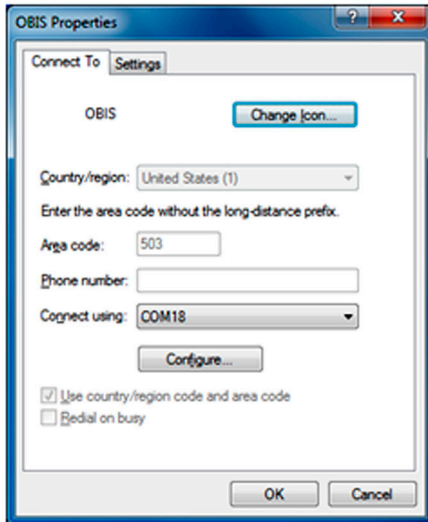 OBIS Properties
?
Connect To Settings
OBIS Change Icon...
Country/region: United States (1)
Enter the area code without the long-distance prefix.
Area code: 503
Phone number:
Connect using: COM18
Configure...
Use country/region code and area code
Redial on busy
OK Cancel